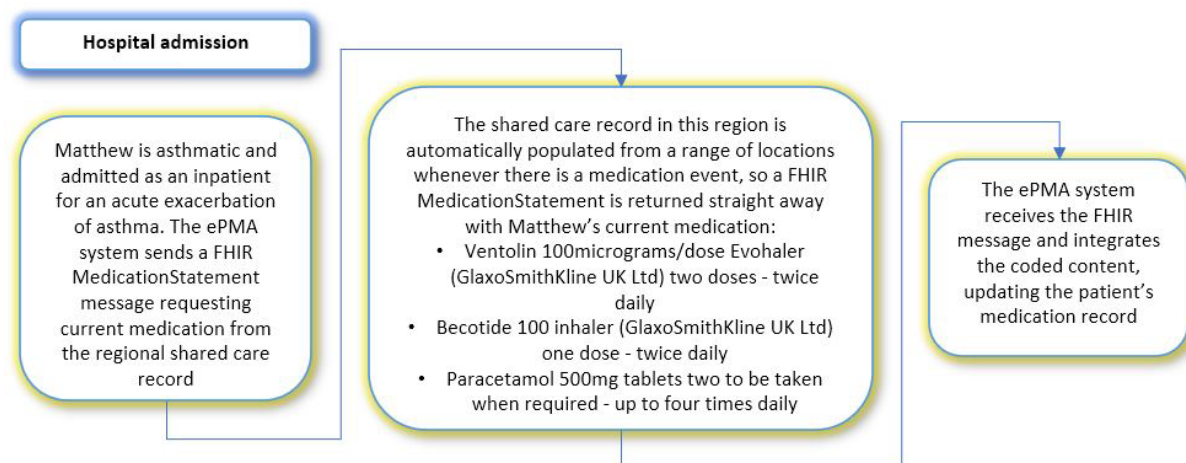 Hospital admission
Matthew is asthmatic and
admitted as an inpatient
for an acute exacerbation
of asthma. The ePMA
system sends a FHIR
MedicationStatement
message requesting
current medication from
the regional shared care
record
The shared care record in this region is
automatically populated from a range of locations
whenever there is a medication event, so a FHIR
MedicationStatement is returned straight away
with Matthew’s current medication:
• Ventolin 100micrograms/dose Evohaler
(GlaxoSmithKline UK Ltd) two doses - twice
daily
• Becotide 100 inhaler (GlaxoSmithKline UK Ltd)
one dose - twice daily
• Paracetamol 500mg tablets two to be taken
when required - up to four times daily
The ePMA system
receives the FHIR
message and integrates
the coded content,
updating the patient’s
medication record